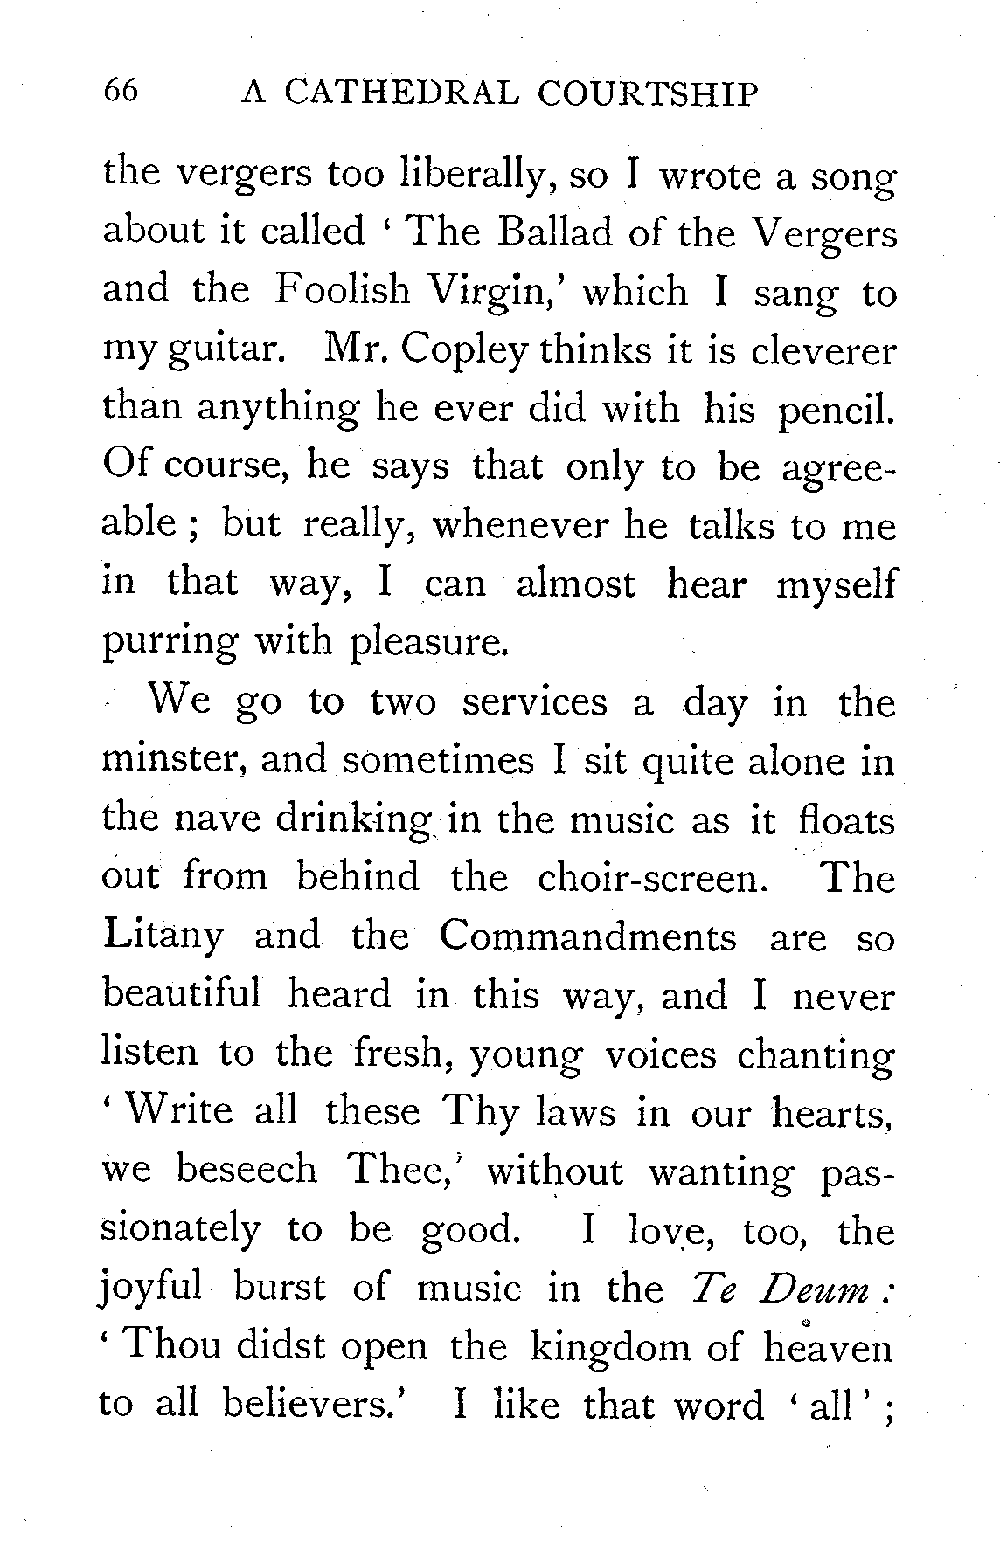 66 A CATHEDRAL COURTSHIP
the vergers too liberally, so I wrote a song
about it called ‘ The Ballad of the Vergers
and the Foolish Virgin,’ which I sang to
my guitar. Mr. Copley thinks it is cleverer
than anything he ever did with his pencil.
Of course, he says that only to be agree-
able ; but really, whenever he talks to me
in that way, I can almost hear myself
purring with pleasure.
We go to two services a day in the
minster, and sometimes I sit quite alone in
the nave drinking in the music as it floats
out from behind the choir-screen. The
Litany and the Commandments are so
beautiful heard in this way, and I never
listen to the fresh, young voices chanting
‘ Write all these Thy laws in our hearts,
we beseech Thee,’ without wanting pas-
sionately to be good. I love, too, the
joyful burst of music in the Te Deum :
‘ Thou didst open the kingdom of heaven
to all believers.’ I like that word ‘ all ’ ;